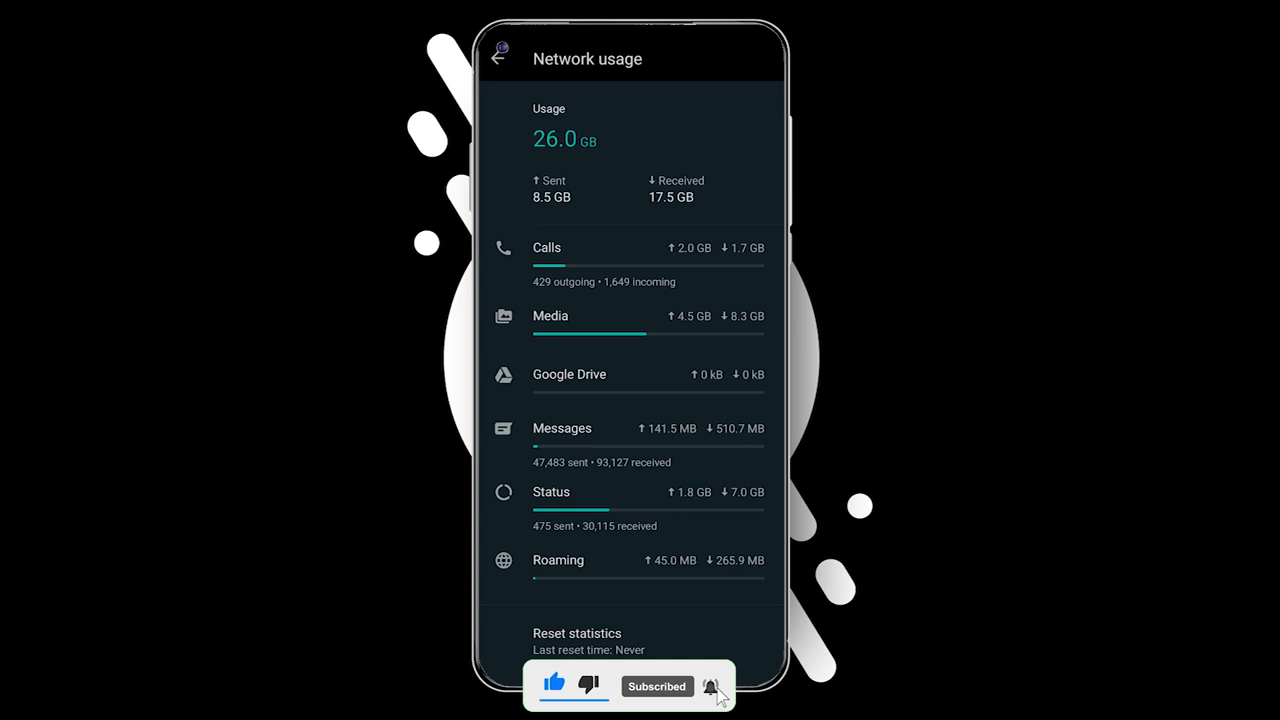 Network usage
Usage
26.0 GB
↑ Sent ↓ Received
8.5 GB 17.5 GB
Calls ↑ 2.0 GB ↓ 1.7 GB
429 outgoing • 1,649 incoming
Media ↑ 4.5 GB ↓ 8.3 GB
Google Drive ↑ 0 kB ↓ 0 kB
Messages ↑ 141.5 MB ↓ 510.7 MB
47,483 sent • 93,127 received
Status ↑ 1.8 GB ↓ 7.0 GB
475 sent • 30,115 received
Roaming ↑ 45.0 MB ↓ 265.9 MB
Reset statistics
Last reset time: Never
Subscribed